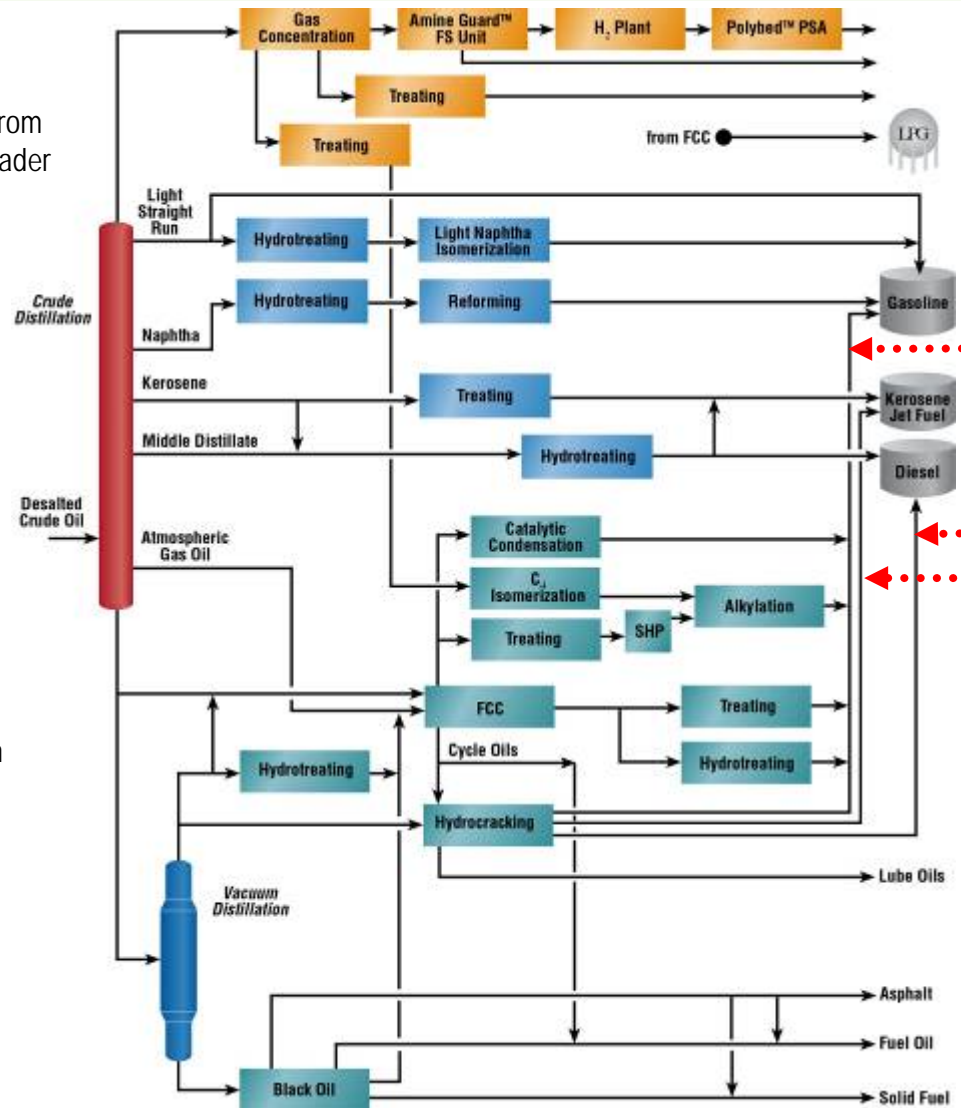 Gas
Concentration
Amine Guard™
FS Unit
H2 Plant
Polybed™ PSA
Treating
rom
ader
Treating
from FCC
LPG
Light
Straight
Run
Hydrotreating
Light Naphtha
Isomerization
Crude
Distillation
Hydrotreating
Reforming
Gasoline
Naphtha
Kerosene
Treating
Kerosene
Jet Fuel
Middle Distillate
Hydrotreating
Diesel
Desalted
Crude Oil
Atmospheric
Gas Oil
Catalytic
Condensation
C4
Isomerization
Alkylation
Treating
SHP
FCC
Treating
Cycle Oils
Hydrotreating
Hydrotreating
Hydrocracking
Vacuum
Distillation
Lube Oils
Asphalt
Fuel Oil
Black Oil
Solid Fuel